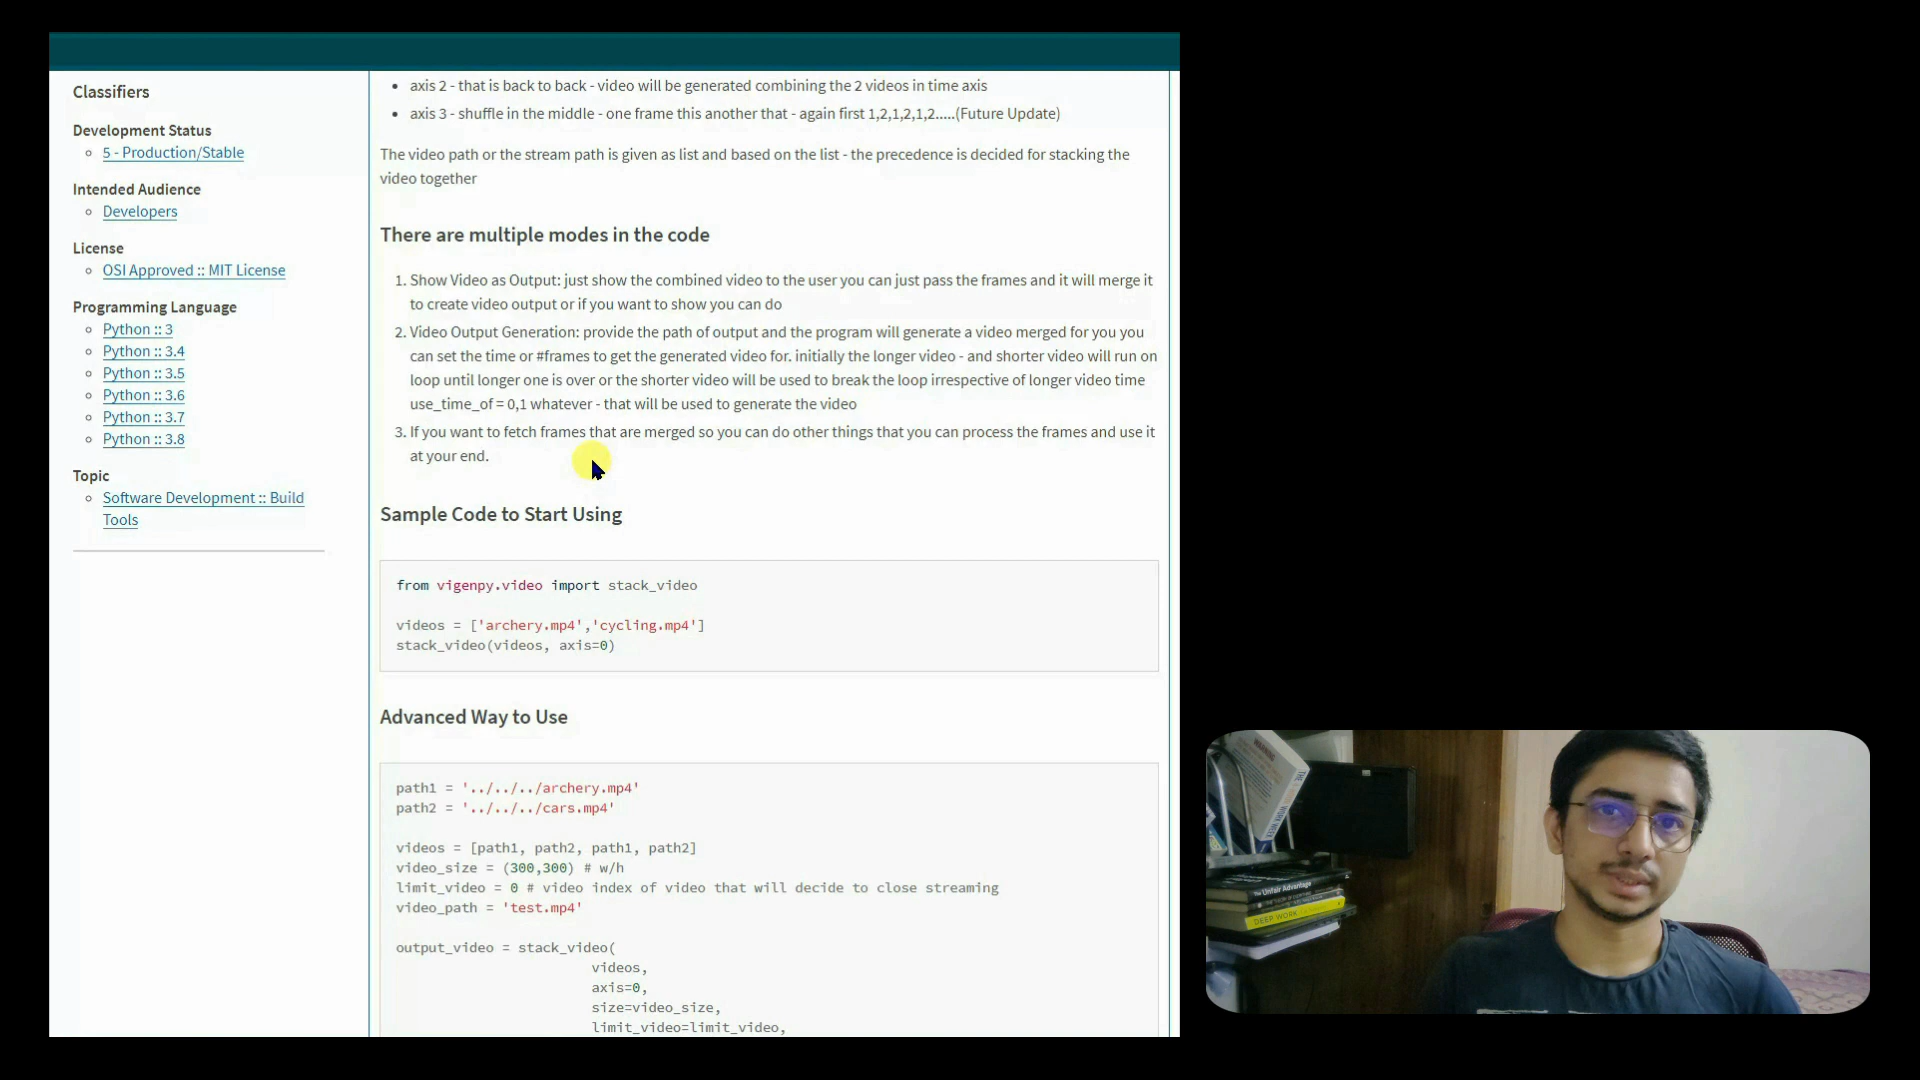 Classifiers
Development Status
5 - Production/Stable
Intended Audience
Developers
License
OSI Approved :: MIT License
Programming Language
Python :: 3
Python :: 3.4
Python :: 3.5
Python :: 3.6
Python :: 3.7
Python :: 3.8
Topic
Software Development :: Build
Tools
axis 2 - that is back to back - video will be generated combining the 2 videos in time axis
axis 3 - shuffle in the middle - one frame this another that - again first 1,2,1,2,1,2.....(Future Update)
The video path or the stream path is given as list and based on the list - the precedence is decided for stacking the
video together
There are multiple modes in the code
1. Show Video as Output: just show the combined video to the user you can just pass the frames and it will merge it
to create video output or if you want to show you can do
2. Video Output Generation: provide the path of output and the program will generate a video merged for you you
can set the time or #frames to get the generated video for. initially the longer video - and shorter video will run on
loop until longer one is over or the shorter video will be used to break the loop irrespective of longer video time
use_time_of = 0,1 whatever - that will be used to generate the video
3. If you want to fetch frames that are merged so you can do other things that you can process the frames and use it
at your end.
Sample Code to Start Using
from vigenpy.video import stack_video
videos = ['archery.mp4','cycling.mp4']
stack_video(videos, axis=0)
Advanced Way to Use
path1 = '../../../archery.mp4'
path2 = '../../../cars.mp4'
videos = [path1, path2, path1, path2]
video_size = (300,300) # w/h
limit_video = 0 # video index of video that will decide to close streaming
video_path = 'test.mp4'
output_video = stack_video(
videos,
axis=0,
size=video_size,
limit_video=limit_video,
The Unfair Advantage
DEEP WORK